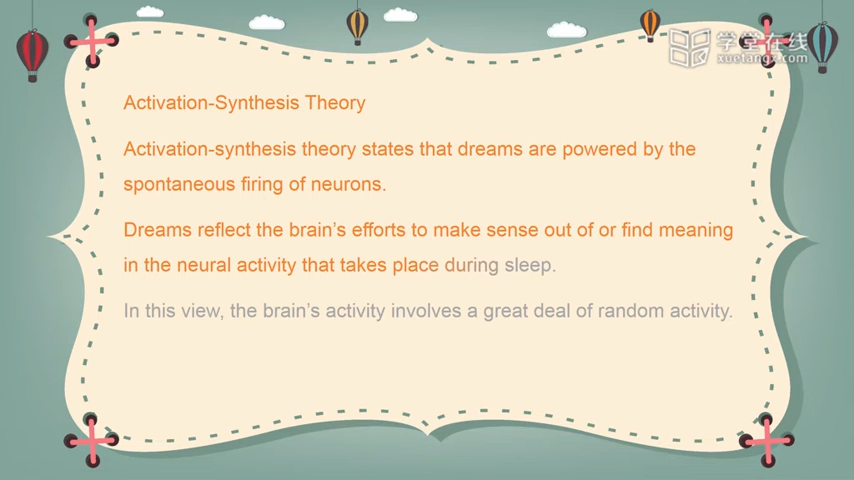 学堂在线
xuetangx.com
Activation-Synthesis Theory
Activation-synthesis theory states that dreams are powered by the
spontaneous firing of neurons.
Dreams reflect the brain’s efforts to make sense out of or find meaning
in the neural activity that takes place during sleep.
In this view, the brain’s activity involves a great deal of random activity.